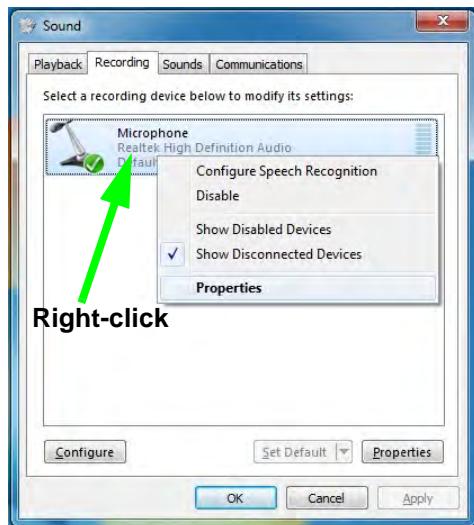 Sound
Playback Recording Sounds Communications
Select a recording device below to modify its settings:
Microphone
Realtek High Definition Audio
Default
Configure Speech Recognition
Disable
Show Disabled Devices
Show Disconnected Devices
Properties
Right-click
Configure Set Default Properties
OK Cancel Apply